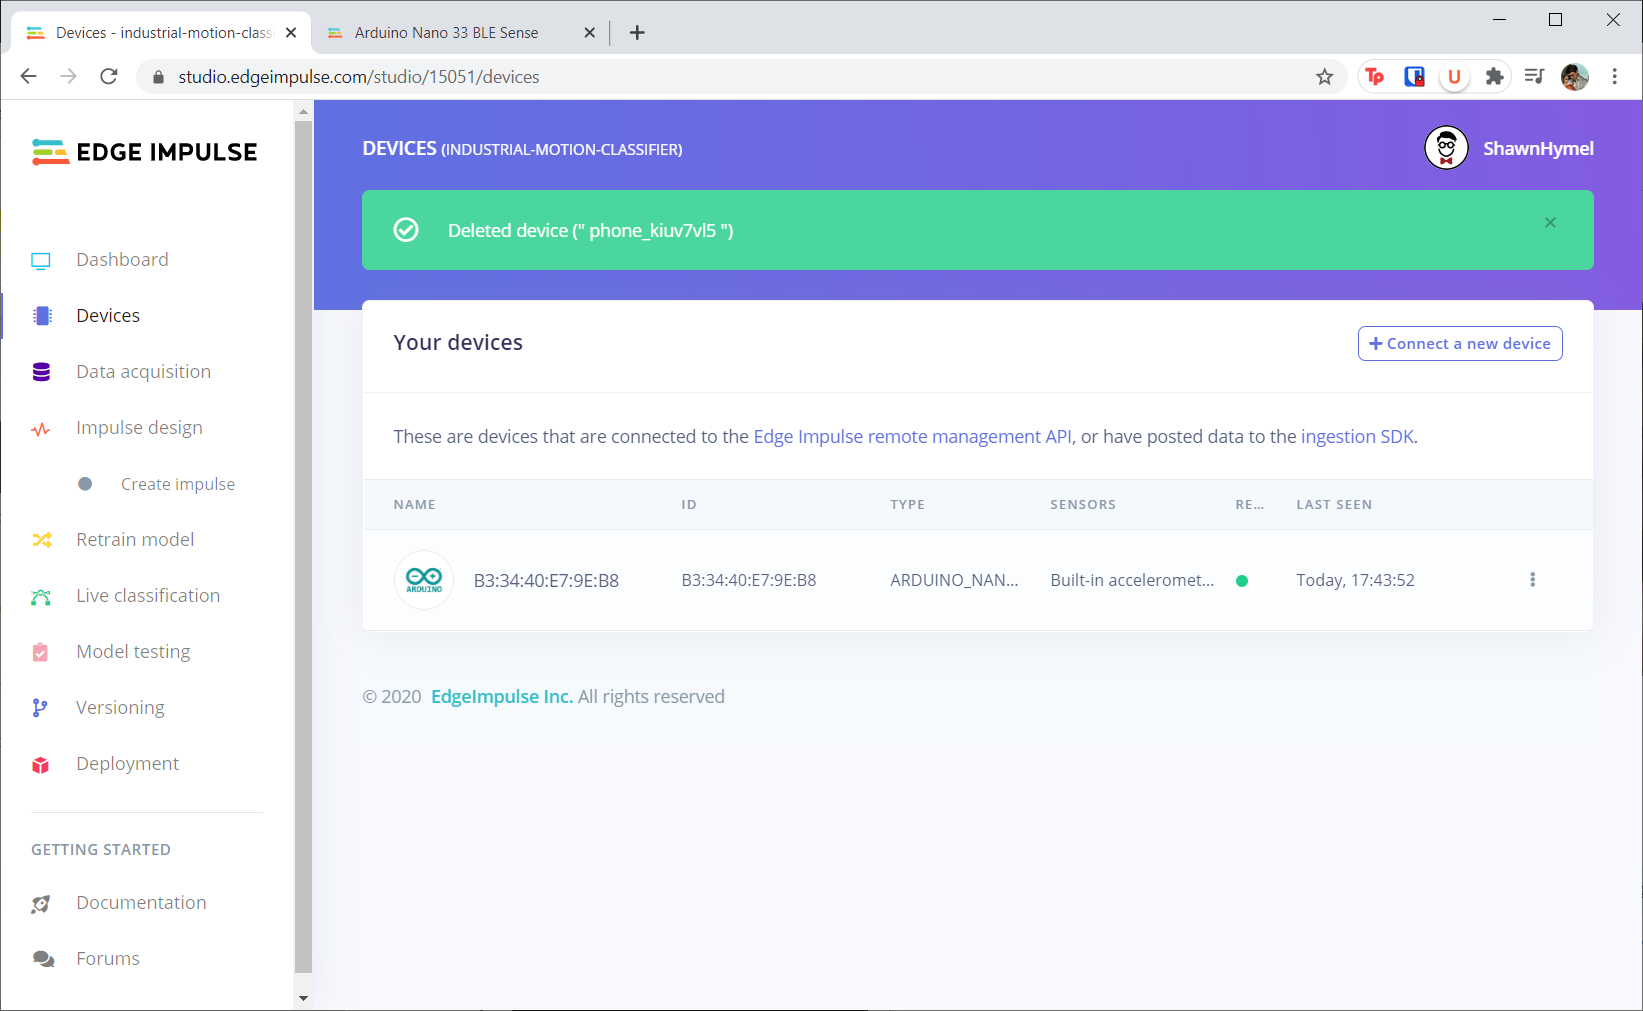 Devices - industrial-motion-class
Arduino Nano 33 BLE Sense
studio.edgeimpulse.com/studio/15051/devices
Tp
U
EDGE IMPULSE
DEVICES (INDUSTRIAL-MOTION-CLASSIFIER)
ShawnHymel
Deleted device (" phone_kiuv7vl5 ")
Dashboard
Devices
Data acquisition
Impulse design
Create impulse
Retrain model
Live classification
Model testing
Versioning
Deployment
GETTING STARTED
Documentation
Forums
Your devices
Connect a new device
These are devices that are connected to the Edge Impulse remote management API, or have posted data to the ingestion SDK.
NAME ID TYPE SENSORS RE... LAST SEEN
ARDUINO
B3:34:40:E7:9E:B8 B3:34:40:E7:9E:B8 ARDUINO_NAN... Built-in acceleromet... Today, 17:43:52
© 2020 EdgeImpulse Inc. All rights reserved